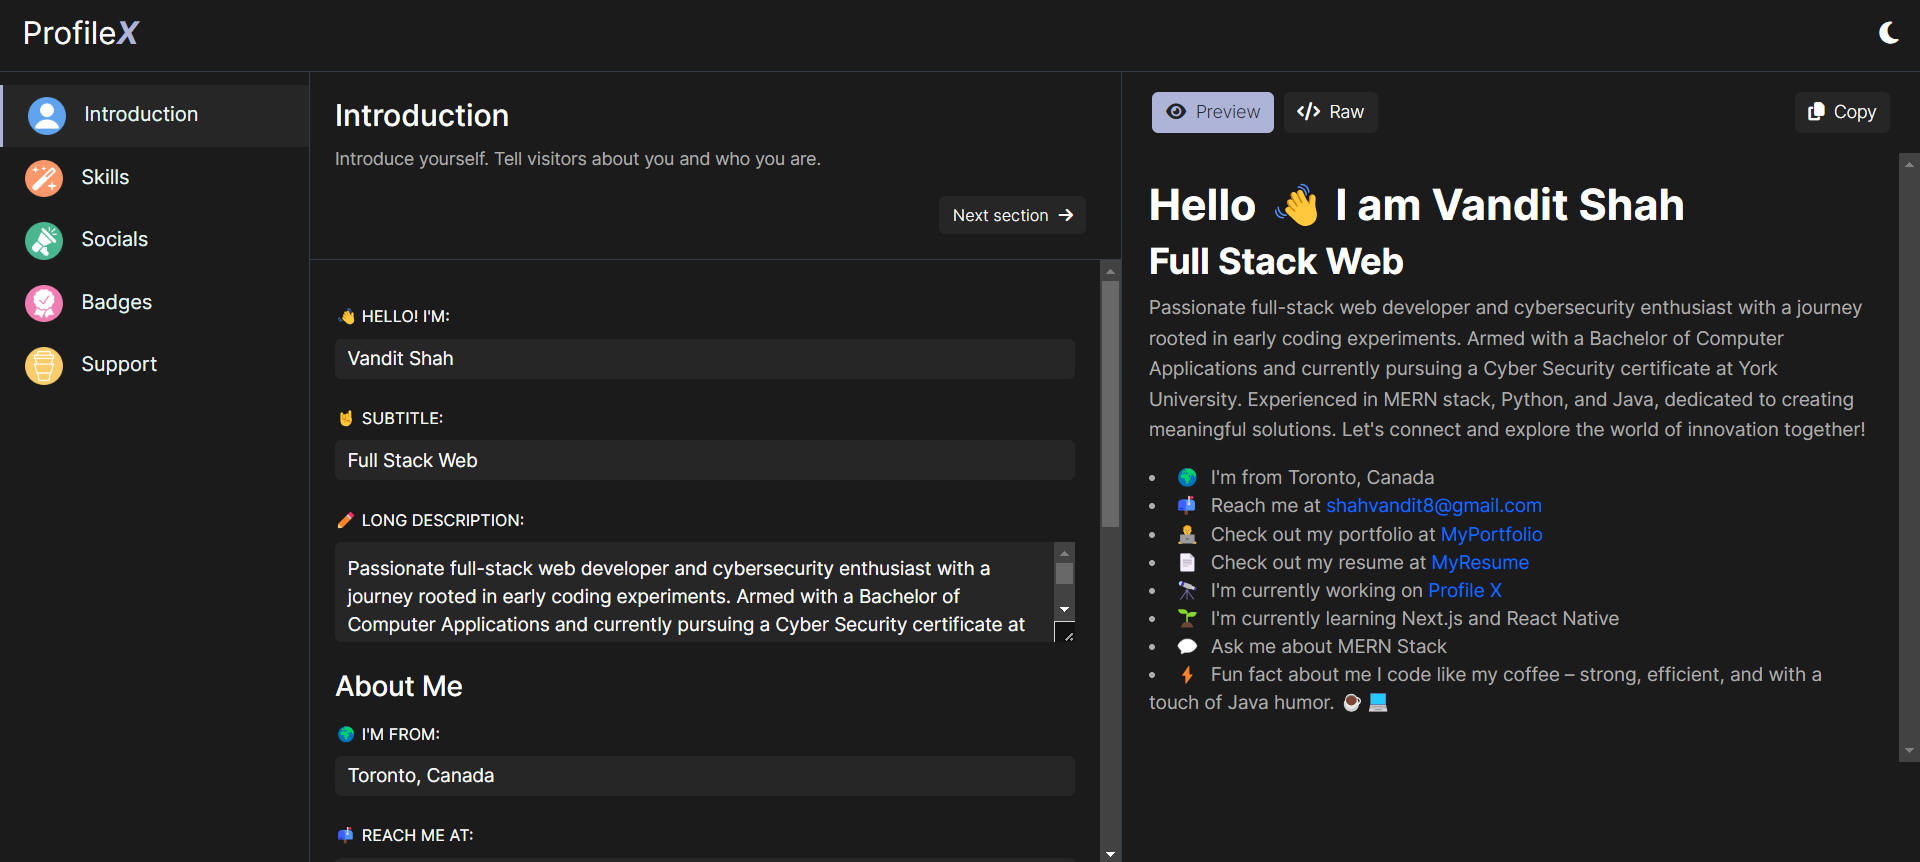 ProfileX
Introduction
Skills
Socials
Badges
Support
Introduction
Introduce yourself. Tell visitors about you and who you are.
Next section →
👋 HELLO! I'M:
Vandit Shah
🤘 SUBTITLE:
Full Stack Web
✏️ LONG DESCRIPTION:
Passionate full-stack web developer and cybersecurity enthusiast with a
journey rooted in early coding experiments. Armed with a Bachelor of
Computer Applications and currently pursuing a Cyber Security certificate at
About Me
🌍 I'M FROM:
Toronto, Canada
📫 REACH ME AT:
Preview
</> Raw
Copy
Hello 👋 I am Vandit Shah
Full Stack Web
Passionate full-stack web developer and cybersecurity enthusiast with a journey
rooted in early coding experiments. Armed with a Bachelor of Computer
Applications and currently pursuing a Cyber Security certificate at York
University. Experienced in MERN stack, Python, and Java, dedicated to creating
meaningful solutions. Let's connect and explore the world of innovation together!
• 🌍 I'm from Toronto, Canada
• 📫 Reach me at shahvandit8@gmail.com
• 🧑‍💻 Check out my portfolio at MyPortfolio
• 📄 Check out my resume at MyResume
• 🔭 I'm currently working on Profile X
• 🌱 I'm currently learning Next.js and React Native
• 💬 Ask me about MERN Stack
• ⚡ Fun fact about me I code like my coffee – strong, efficient, and with a
touch of Java humor. ☕ 💻